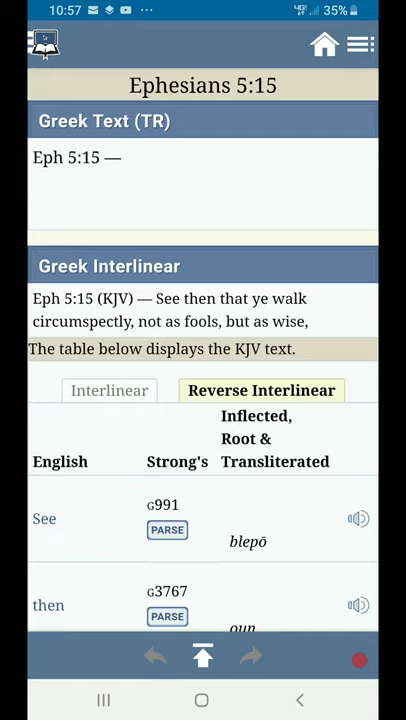 10:57 35%
Ephesians 5:15
Greek Text (TR)
Eph 5:15 —
Greek Interlinear
Eph 5:15 (KJV) — See then that ye walk
circumspectly, not as fools, but as wise,
The table below displays the KJV text.
Interlinear Reverse Interlinear
Inflected,
Root &
English Strong's Transliterated
G991
See PARSE
blepō
G3767
then PARSE
oun